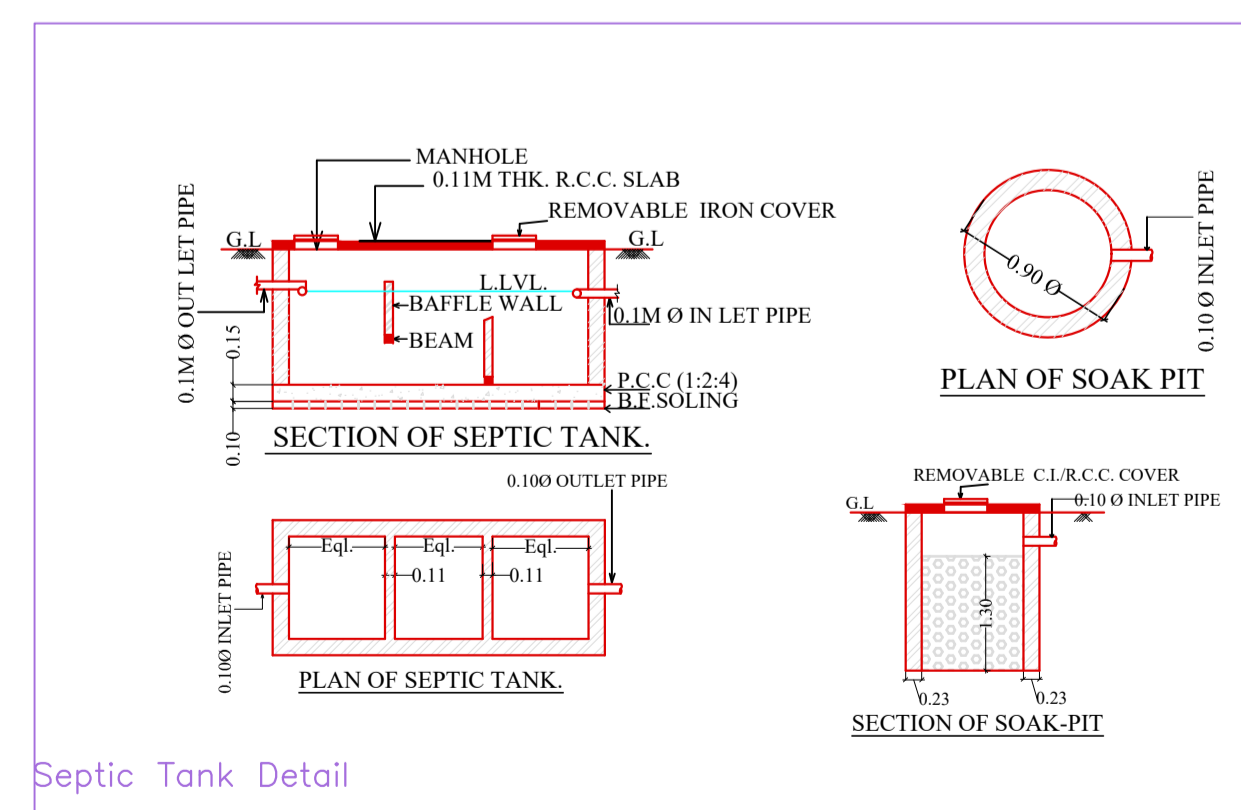 MANHOLE
0.11M THK. R.C.C. SLAB
REMOVABLE IRON COVER
G.L
G.L
0.1M Ø OUT LET PIPE
L.LVL.
BAFFLE WALL
0.1M Ø IN LET PIPE
BEAM
0.15
P.C.C (1:2:4)
B.F.SOLING
0.10
SECTION OF SEPTIC TANK.
0.90 Ø
0.10 Ø INLET PIPE
PLAN OF SOAK PIT
0.10Ø OUTLET PIPE
Eql.
Eql.
Eql.
0.11
0.11
0.10Ø INLET PIPE
PLAN OF SEPTIC TANK.
REMOVABLE C.I./R.C.C. COVER
G.L
0.10 Ø INLET PIPE
1.30
0.23
0.23
SECTION OF SOAK-PIT
Septic Tank Detail